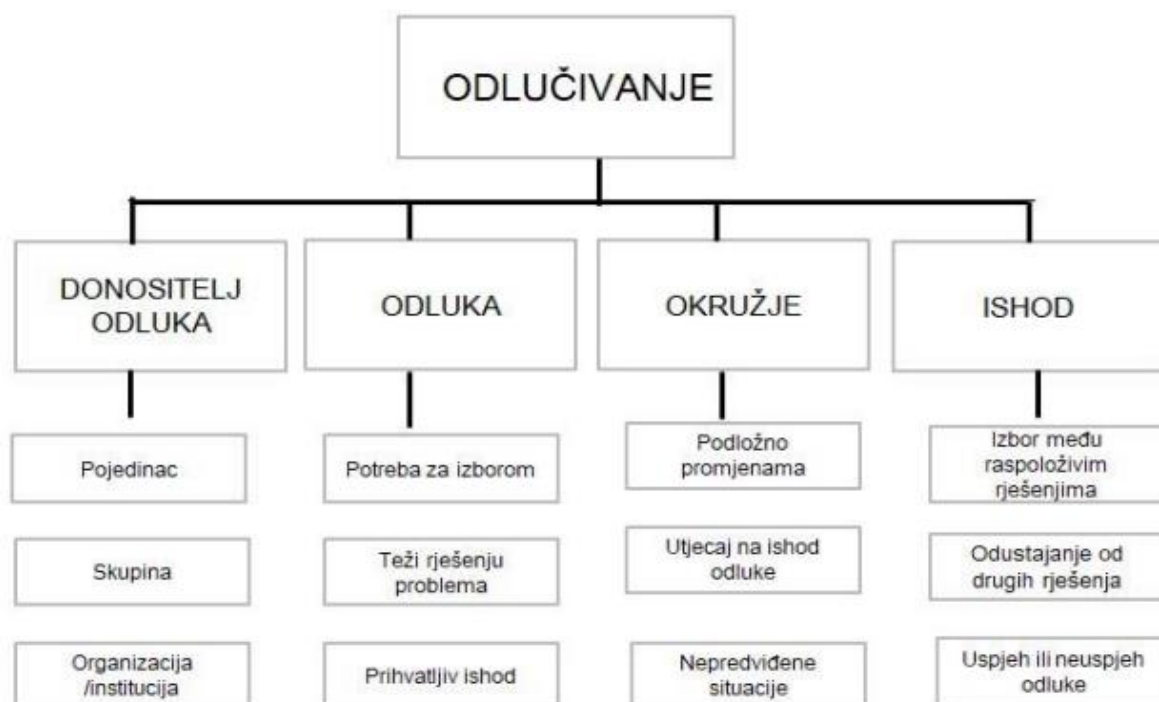 ODLUČIVANJE
DONOSITELJ
ODLUKA
ODLUKA
OKRUŽJE
ISHOD
Pojedinac
Potreba za izborom
Podložno
promjenama
Izbor među
raspoloživim
rješenjima
Skupina
Teži rješenju
problema
Utjecaj na ishod
odluke
Odustajanje od
drugih rješenja
Organizacija
/institucija
Prihvatljiv ishod
Nepredviđene
situacije
Uspjeh ili neuspjeh
odluke